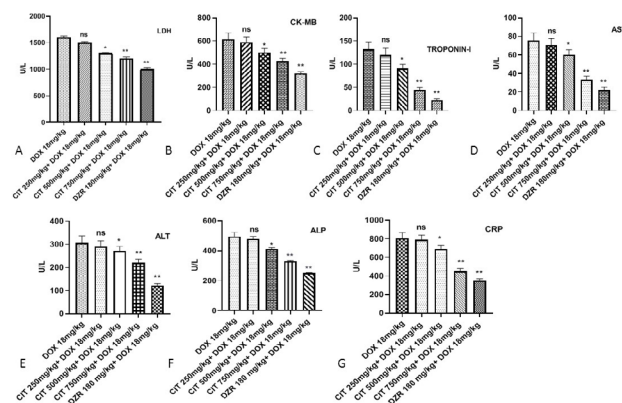 LDH
U/L
2000
1500
1000
500
0
ns
*
**
**
DOX 18mg/kg
CIT 250mg/kg+ DOX 18mg/kg
CIT 500mg/kg+ DOX 18mg/kg
CIT 750mg/kg+ DOX 18mg/kg
DZR 180mg/kg+ DOX 18mg/kg
A
CK-MB
U/L
800
600
400
200
0
ns
*
**
**
DOX 18mg/kg
CIT 250mg/kg+ DOX 18mg/kg
CIT 500mg/kg+ DOX 18mg/kg
CIT 750mg/kg+ DOX 18mg/kg
DZR 180 mg/kg+ DOX 18mg/kg
B
TROPONIN-I
U/L
200
150
100
50
0
ns
*
**
**
DOX 18mg/kg
CIT 250mg/kg+ DOX 18mg/kg
CIT 500mg/kg+ DOX 18mg/kg
CIT 750mg/kg+ DOX 18mg/kg
DZR 180 mg/kg+ DOX 18mg/kg
C
AS
U/L
100
80
60
40
20
0
ns
*
**
**
DOX 18mg/kg
CIT 250mg/kg+ DOX 18mg/kg
CIT 500mg/kg+ DOX 18mg/kg
CIT 750mg/kg+ DOX 18mg/kg
DZR 180 mg/kg+ DOX 18mg/kg
D
ALT
U/L
400
300
200
100
0
ns
*
**
**
DOX 18mg/kg
CIT 250mg/kg+ DOX 18mg/kg
CIT 500mg/kg+ DOX 18mg/kg
CIT 750mg/kg+ DOX 18mg/kg
DZR 180 mg/kg+ DOX 18mg/kg
E
ALP
U/L
600
400
200
0
ns
*
**
**
DOX 18mg/kg
CIT 250mg/kg+ DOX 18mg/kg
CIT 500mg/kg+ DOX 18mg/kg
CIT 750mg/kg+ DOX 18mg/kg
DZR 180 mg/kg+ DOX 18mg/kg
F
CRP
U/L
1000
800
600
400
200
0
ns
*
**
**
DOX 18mg/kg
CIT 250mg/kg+ DOX 18mg/kg
CIT 500mg/kg+ DOX 18mg/kg
CIT 750mg/kg+ DOX 18mg/kg
DZR 180 mg/kg+ DOX 18mg/kg
G